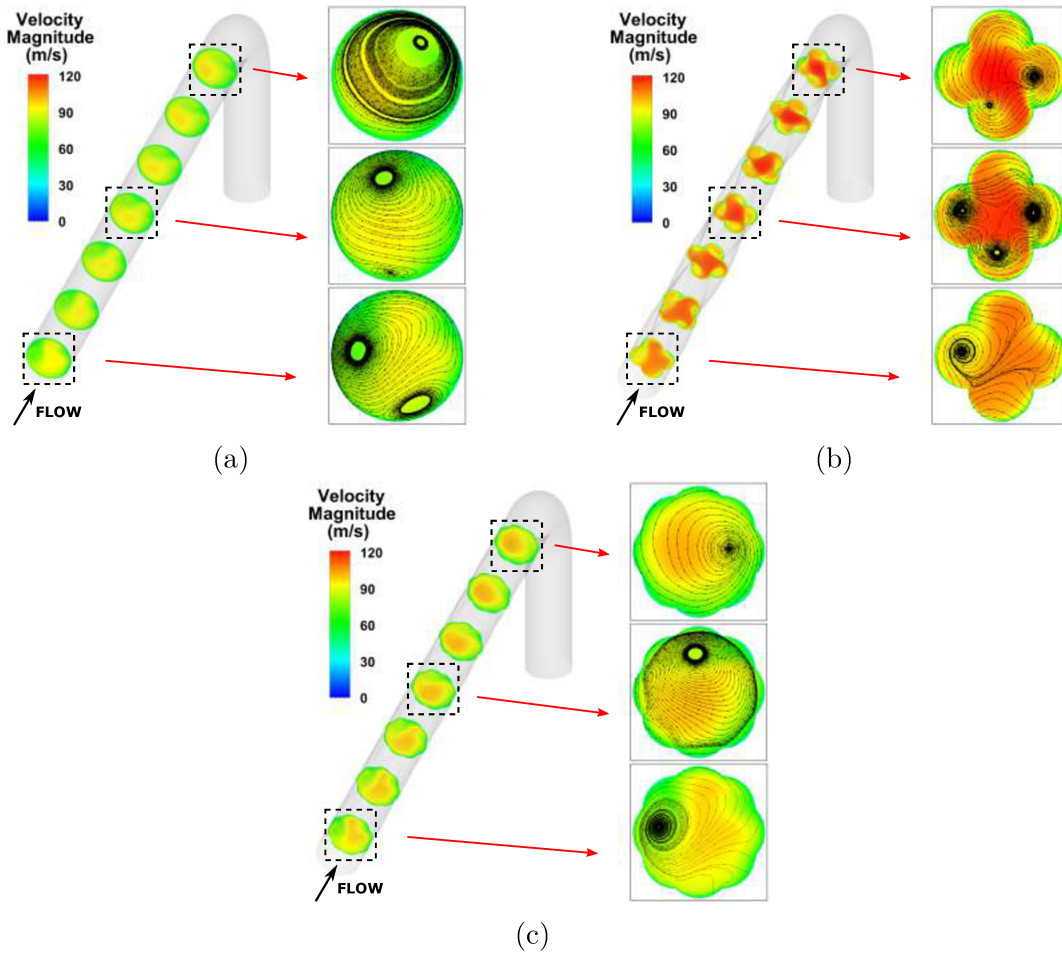 Velocity
Magnitude
(m/s)
120
90
60
30
0
FLOW
(a)
Velocity
Magnitude
(m/s)
120
90
60
30
0
FLOW
(b)
Velocity
Magnitude
(m/s)
120
90
60
30
0
FLOW
(c)